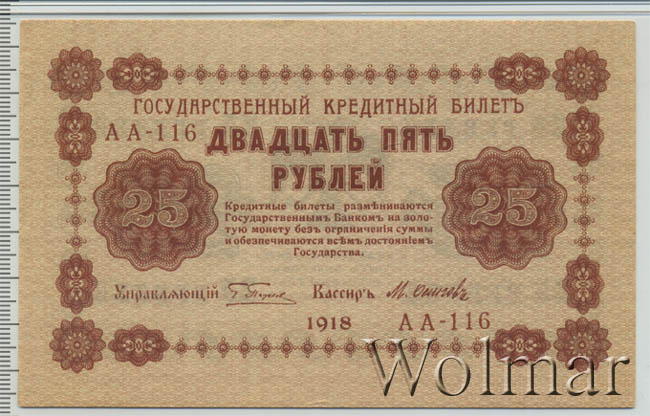 ГОСУДАРСТВЕННЫЙ КРЕДИТНЫЙ БИЛЕТЪ
АА-116
ДВАДЦАТЬ ПЯТЬ
РУБЛЕЙ
25
25
Кредитные билеты размѣниваются
Государственнымъ Банкомъ на золо-
тую монету безъ ограниченія суммы
и обезпечиваются всѣмъ достояніемъ
Государства.
Управляющій
Кассиръ
1918 АА-116
Wolmar